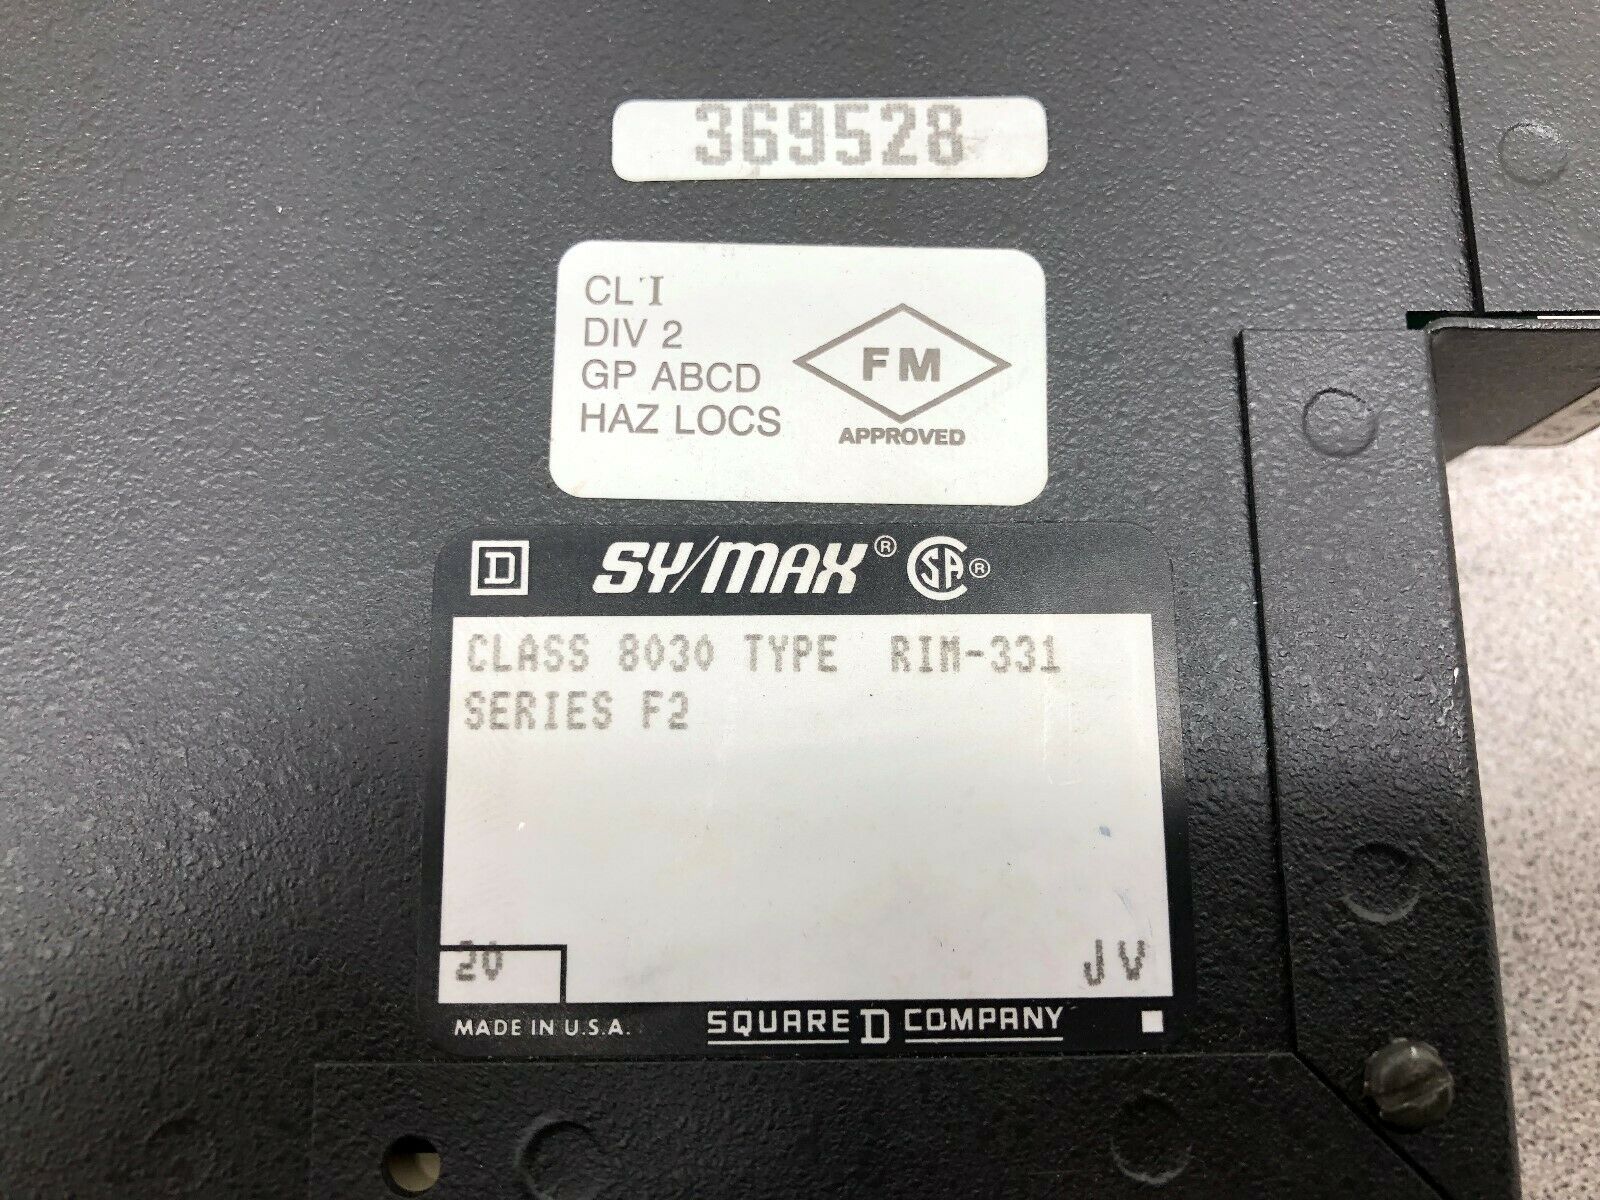 369528
CL I
DIV 2
GP ABCD
HAZ LOCS
FM
APPROVED
D SY/MAX® SA®
CLASS 8030 TYPE RIM-331
SERIES F2
20 JV
MADE IN U.S.A. SQUARE D COMPANY